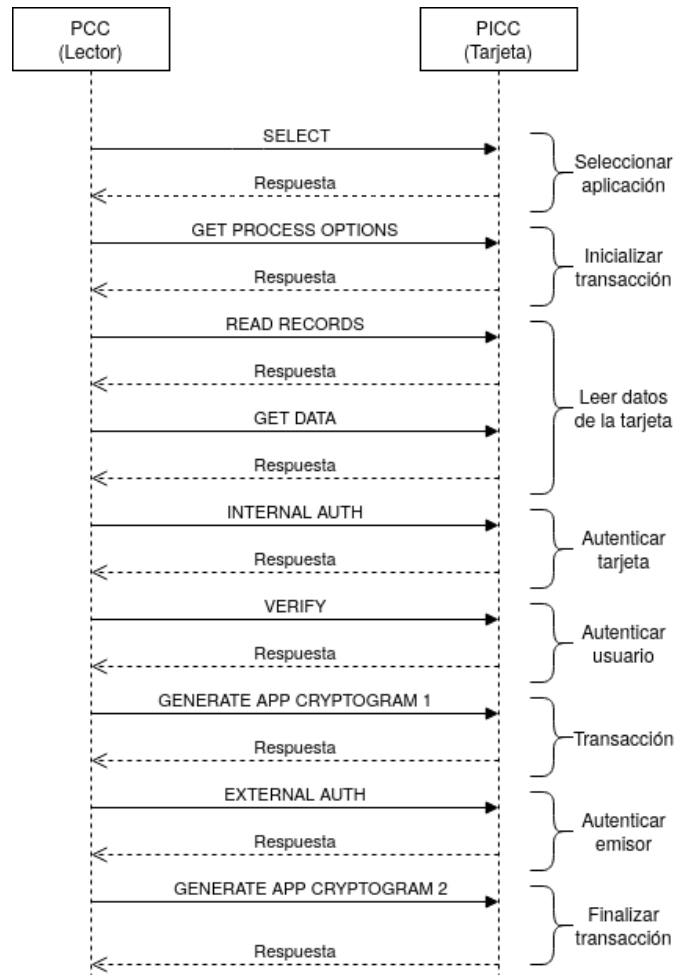 PCC
(Lector)
PICC
(Tarjeta)
SELECT
Respuesta
Seleccionar
aplicación
GET PROCESS OPTIONS
Respuesta
Inicializar
transacción
READ RECORDS
Respuesta
GET DATA
Respuesta
Leer datos
de la tarjeta
INTERNAL AUTH
Respuesta
Autenticar
tarjeta
VERIFY
Respuesta
Autenticar
usuario
GENERATE APP CRYPTOGRAM 1
Respuesta
Transacción
EXTERNAL AUTH
Respuesta
Autenticar
emisor
GENERATE APP CRYPTOGRAM 2
Respuesta
Finalizar
transacción